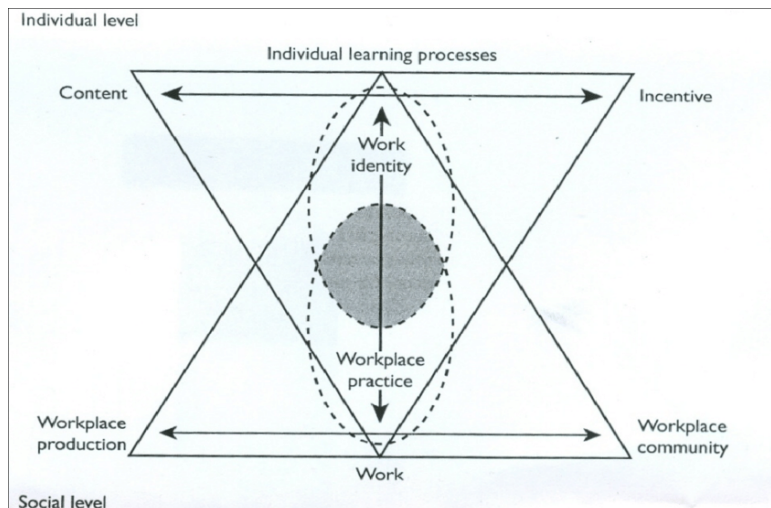 Individual level
Individual learning processes
Content
Incentive
Work
identity
Workplace
practice
Workplace
production
Workplace
community
Work
Social level